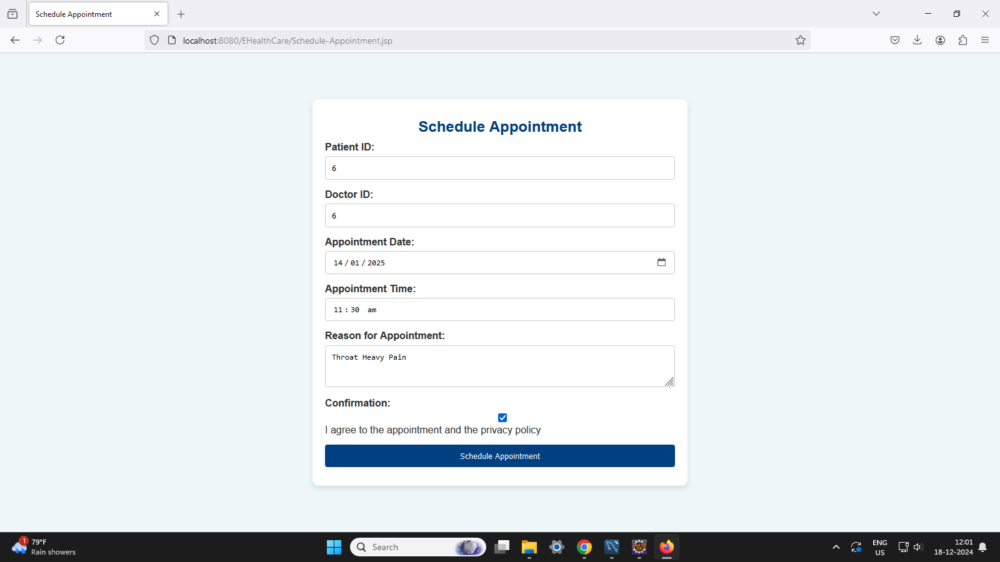 Schedule Appointment
localhost:8080/EHealthCare/Schedule-Appointment.jsp
Schedule Appointment
Patient ID:
6
Doctor ID:
6
Appointment Date:
14 / 01 / 2025
Appointment Time:
11 : 30 am
Reason for Appointment:
Throat Heavy Pain
Confirmation:
I agree to the appointment and the privacy policy
Schedule Appointment
1
79°F
Rain showers
Search
ENG
US
12:01
18-12-2024